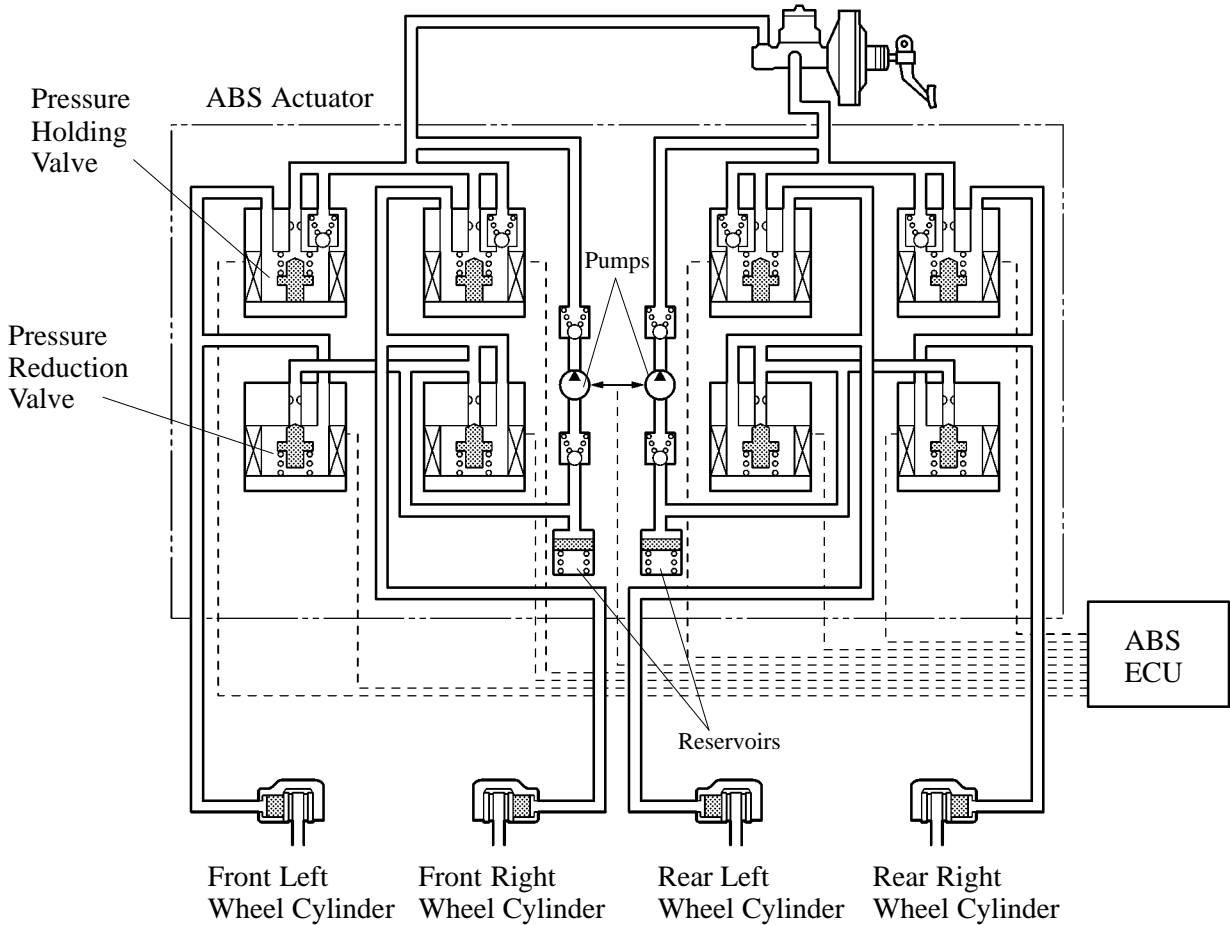 ABS Actuator
Pressure
Holding
Valve
Pumps
Pressure
Reduction
Valve
ABS
ECU
Reservoirs
Front Left
Wheel Cylinder
Front Right
Wheel Cylinder
Rear Left
Wheel Cylinder
Rear Right
Wheel Cylinder